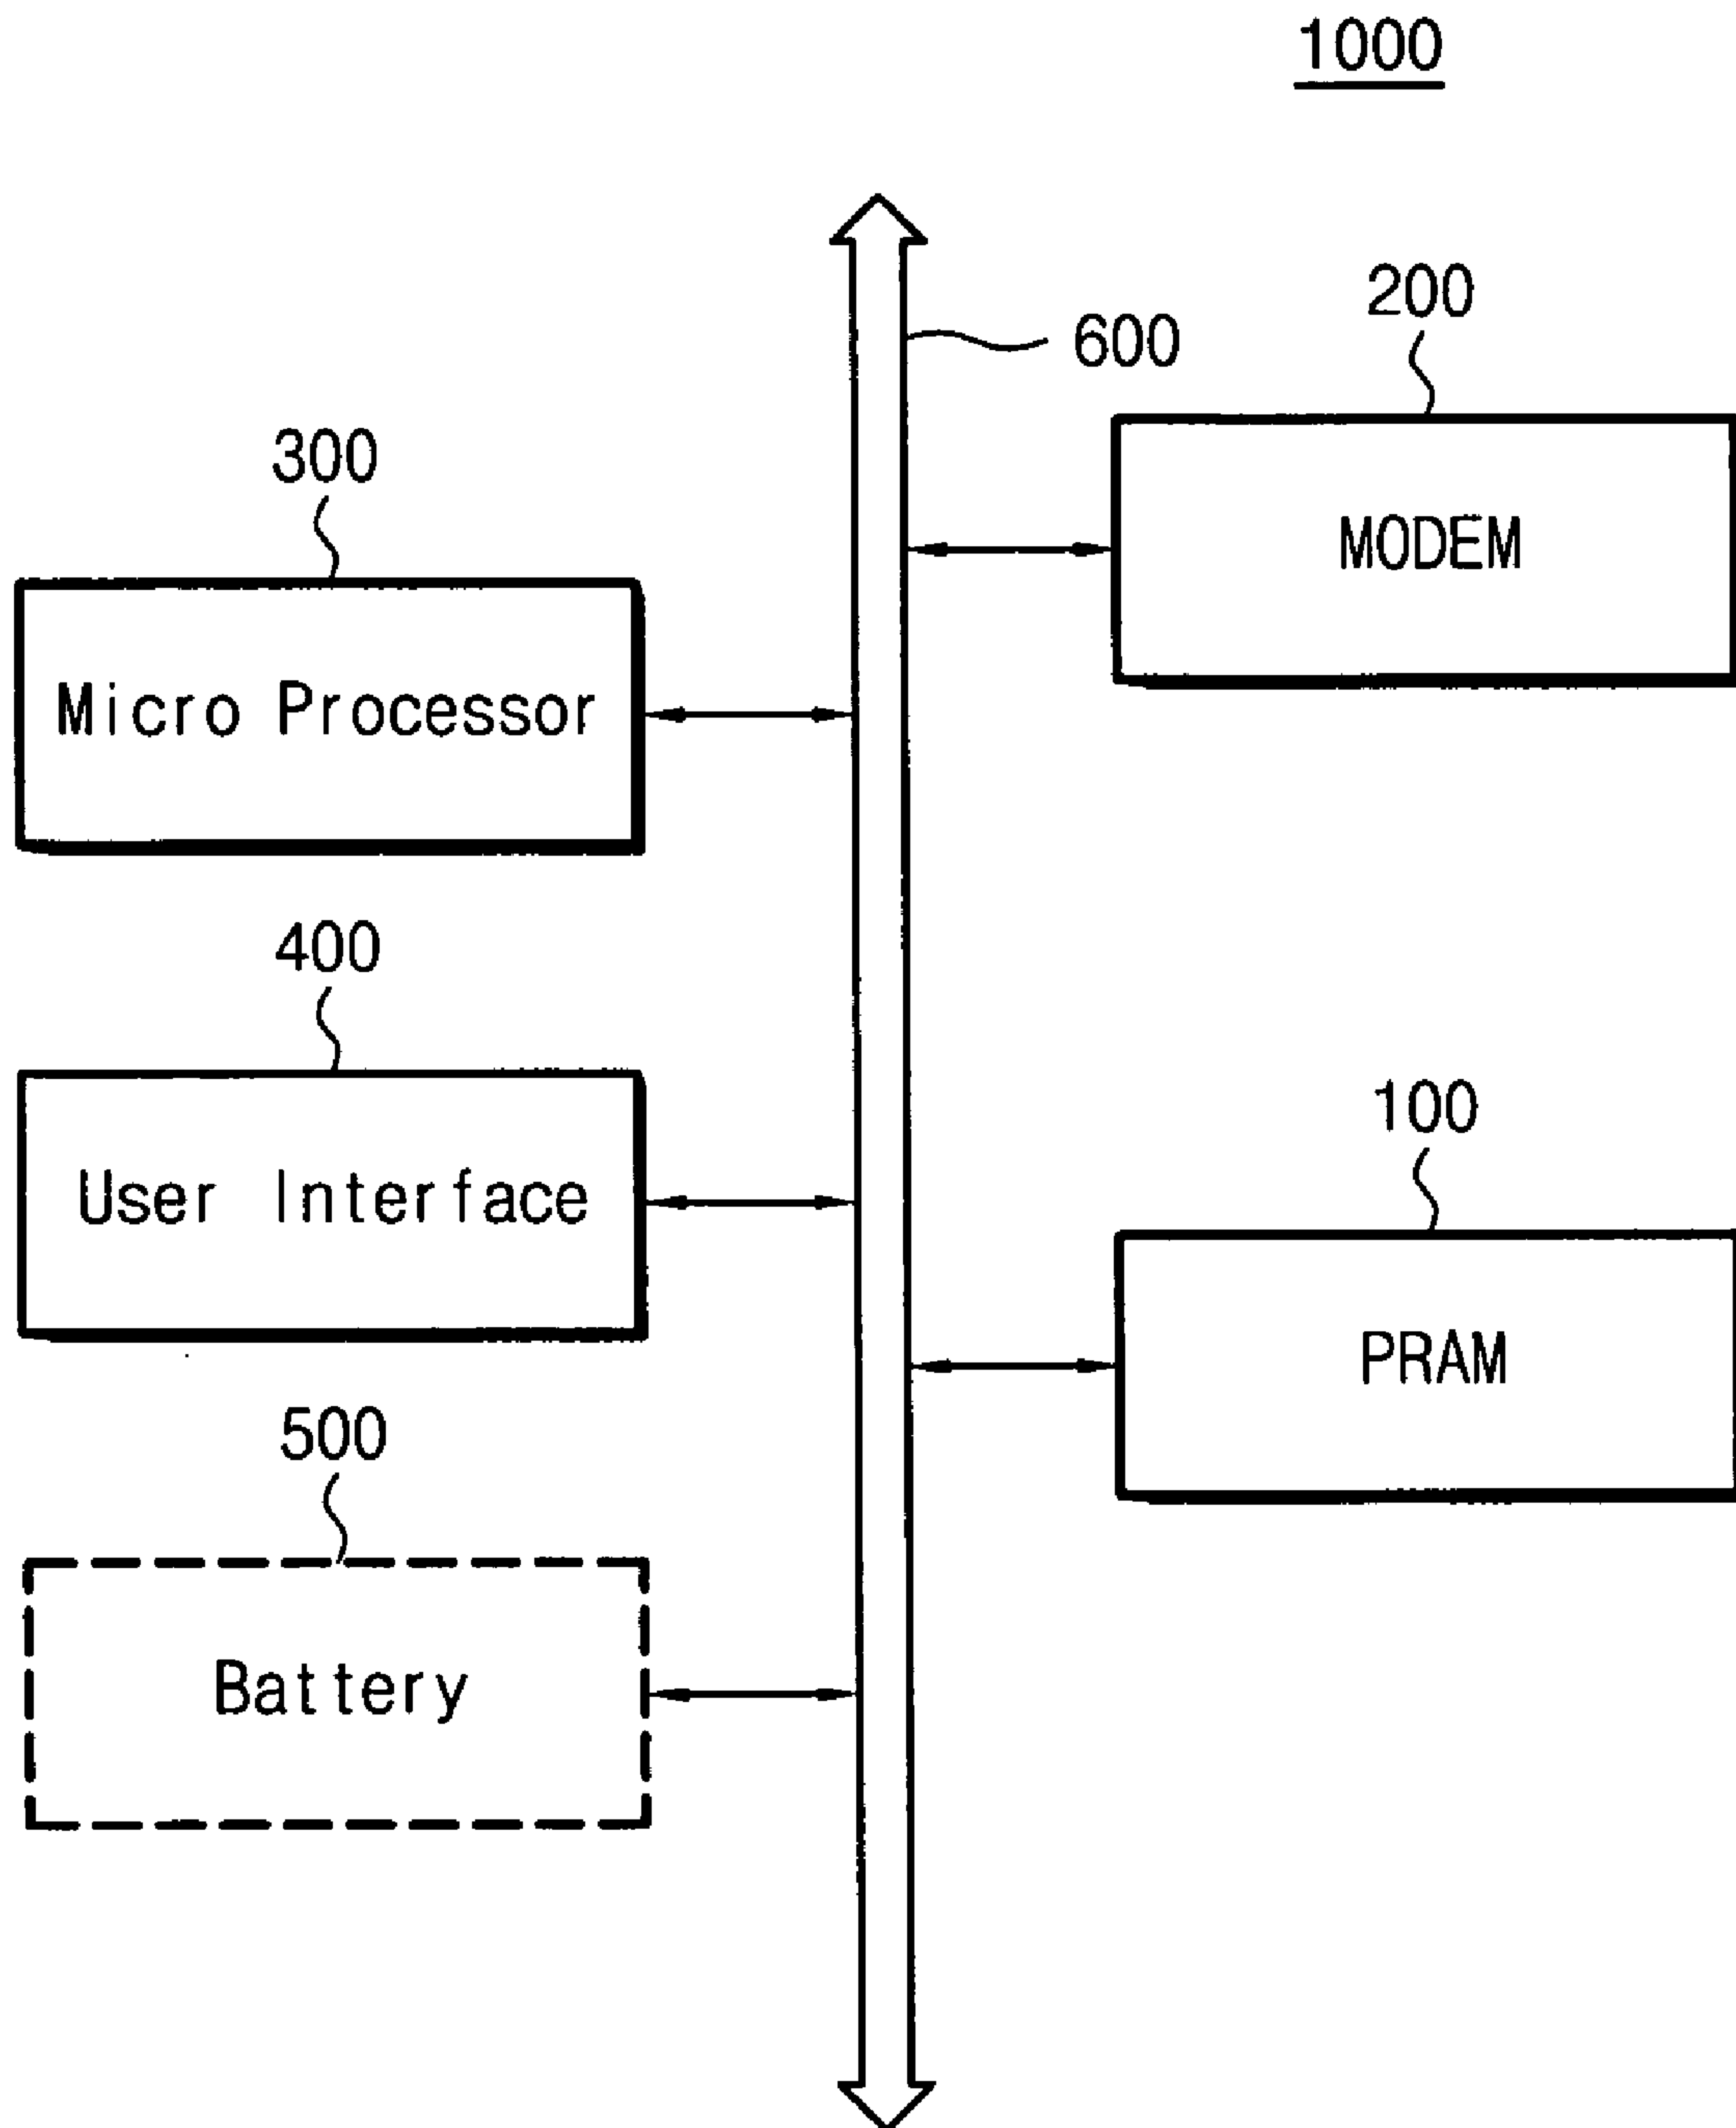 1000
200
600
300
MODEM
Micro Processor
400
100
User Interface
PRAM
500
Battery